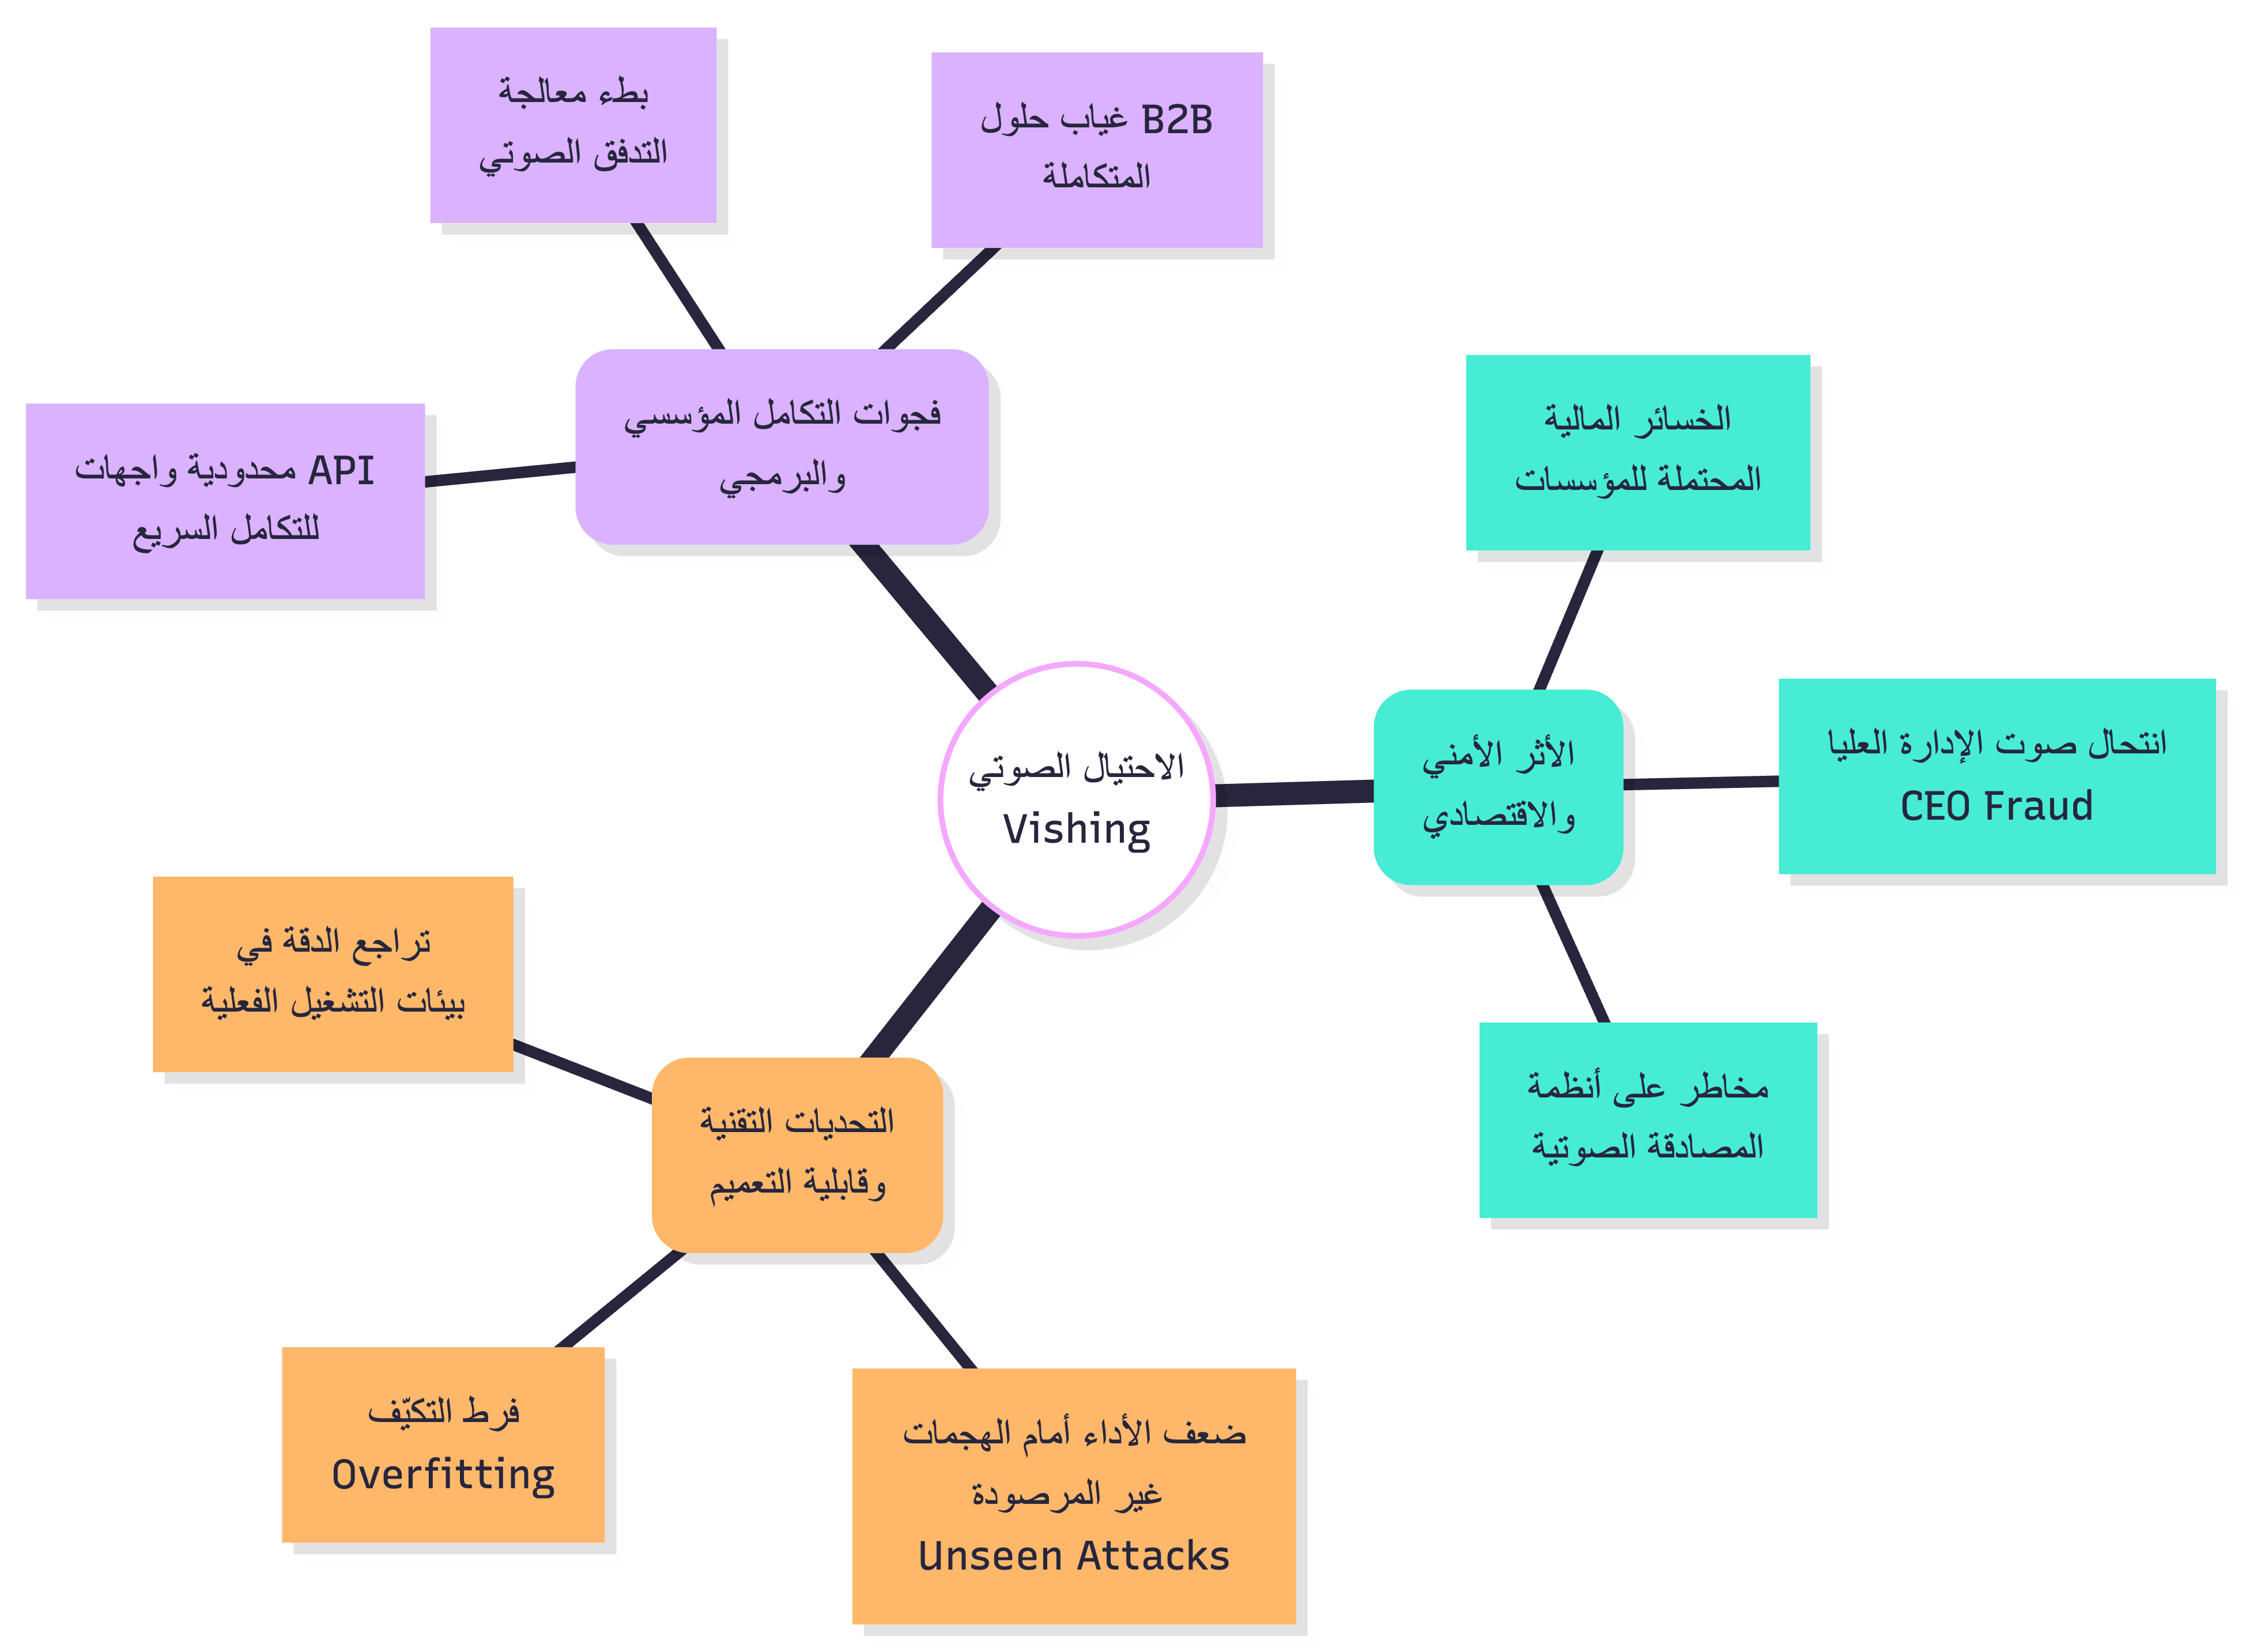 الاحتيال الصوتي
Vishing
الأثر الأمني
والاقتصادي
الخسائر المالية
المحتملة للمؤسسات
انتحال صوت الإدارة العليا
CEO Fraud
مخاطر على أنظمة
المصادقة الصوتية
التحديات التقنية
وقابلية التعميم
ضعف الأداء أمام الهجمات
غير المرصودة
Unseen Attacks
فرط التكيّف
Overfitting
تراجع الدقة في
بيئات التشغيل الفعلية
فجوات التكامل المؤسسي
والبرمجي
محدودية واجهات API
للتكامل السريع
بطء معالجة
التدفق الصوتي
غياب حلول B2B
المتكاملة